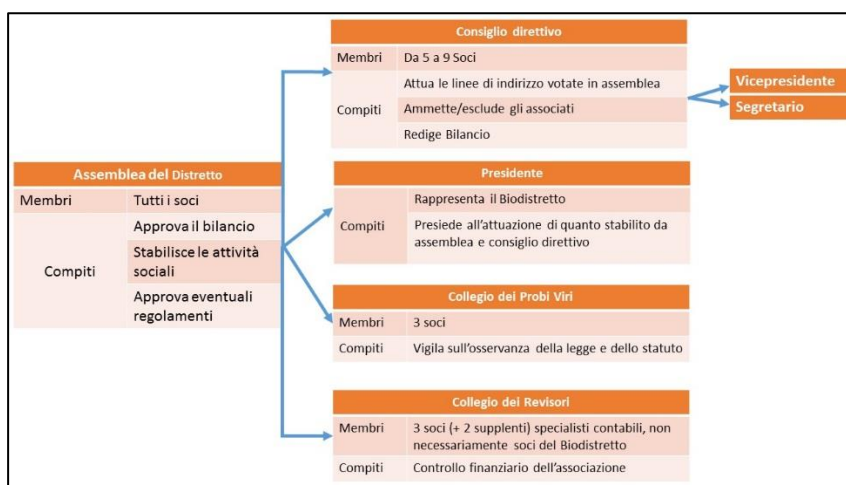 Assemblea del Distretto
Membri Tutti i soci
Compiti
Approva il bilancio
Stabilisce le attività
sociali
Approva eventuali
regolamenti
Consiglio direttivo
Membri Da 5 a 9 Soci
Compiti
Attua le linee di indirizzo votate in assemblea
Ammette/esclude gli associati
Redige Bilancio
Vicepresidente
Segretario
Presidente
Compiti
Rappresenta il Biodistretto
Presiede all'attuazione di quanto stabilito da
assemblea e consiglio direttivo
Collegio dei Probi Viri
Membri 3 soci
Compiti Vigila sull'osservanza della legge e dello statuto
Collegio dei Revisori
Membri 3 soci (+ 2 supplenti) specialisti contabili, non
necessariamente soci del Biodistretto
Compiti Controllo finanziario dell'associazione